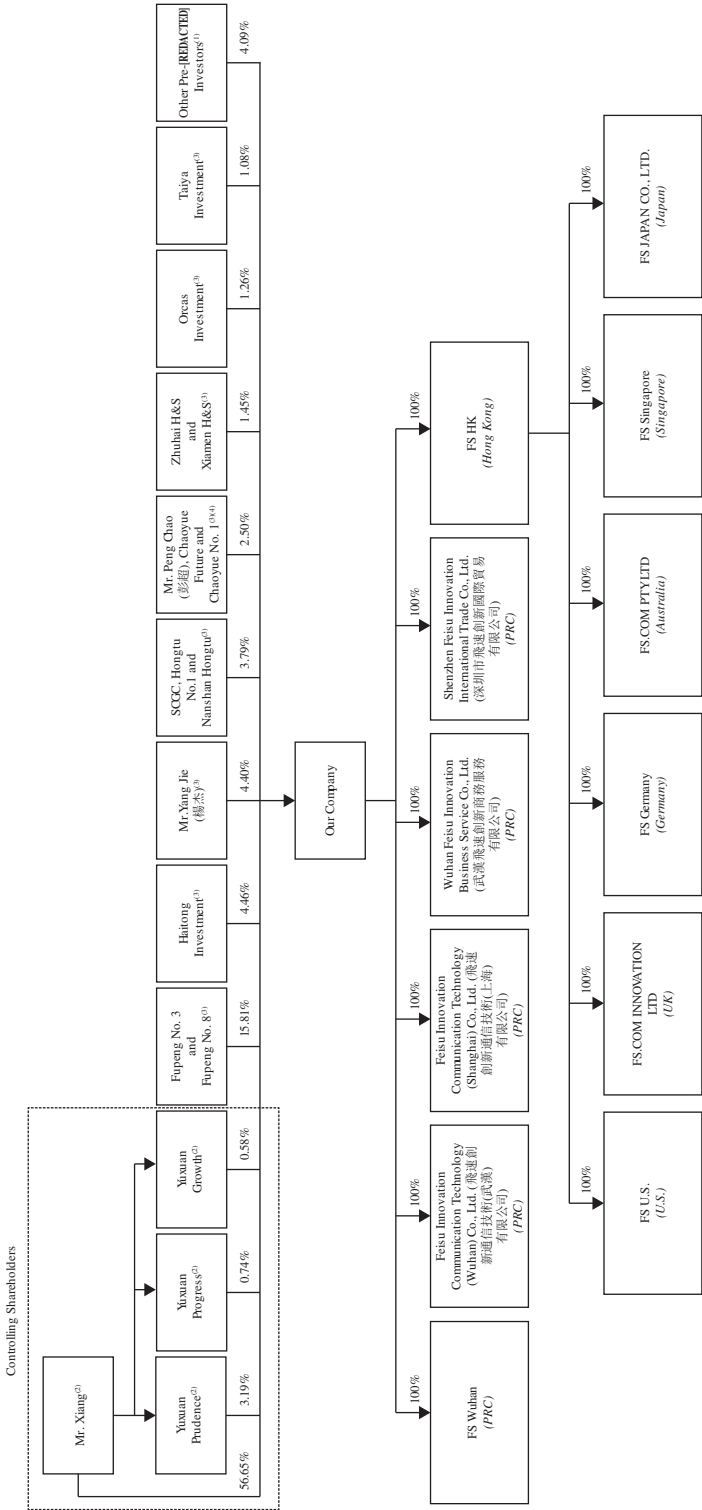 Controlling Shareholders
Mr. Xiang(2)
Yuxuan
Prudence(2)
Yuxuan
Progress(2)
Yuxuan
Growth(2)
Fupeng No. 3
and
Fupeng No. 8(3)
Haitong
Investment(3)
Mr.Yang Jie
(楊杰)(3)
SCGC, Hongtu
No.1 and
Nanshan Hongtu(3)
Mr. Peng Chao
(彭超), Chaoyue
Future and
Chaoyue No. 1(3)(4)
Zhuhai H&S
and
Xiamen H&S(3)
Orcas
Investment(3)
Taiya
Investment(3)
Other Pre-[REDACTED]
Investors(1)
56.65%
3.19%
0.74%
0.58%
15.81%
4.46%
4.40%
3.79%
2.50%
1.45%
1.26%
1.08%
4.09%
Our Company
100%
100%
100%
100%
100%
100%
FS Wuhan
(PRC)
Feisu Innovation
Communication Technology
(Wuhan) Co., Ltd. (飛速創
新通信技術(武漢)
有限公司)
(PRC)
Feisu Innovation
Communication Technology
(Shanghai) Co., Ltd. (飛速
創新通信技術(上海)
有限公司)
(PRC)
Wuhan Feisu Innovation
Business Service Co., Ltd.
(武漢飛速創新商務服務
有限公司)
(PRC)
Shenzhen Feisu Innovation
International Trade Co., Ltd.
(深圳市飛速創新國際貿易
有限公司)
(PRC)
FS HK
(Hong Kong)
100%
100%
100%
100%
100%
100%
FS U.S.
(U.S.)
FS.COM INNOVATION
LTD
(UK)
FS Germany
(Germany)
FS.COM PTYLTD
(Australia)
FS Singapore
(Singapore)
FS JAPAN CO., LTD.
(Japan)